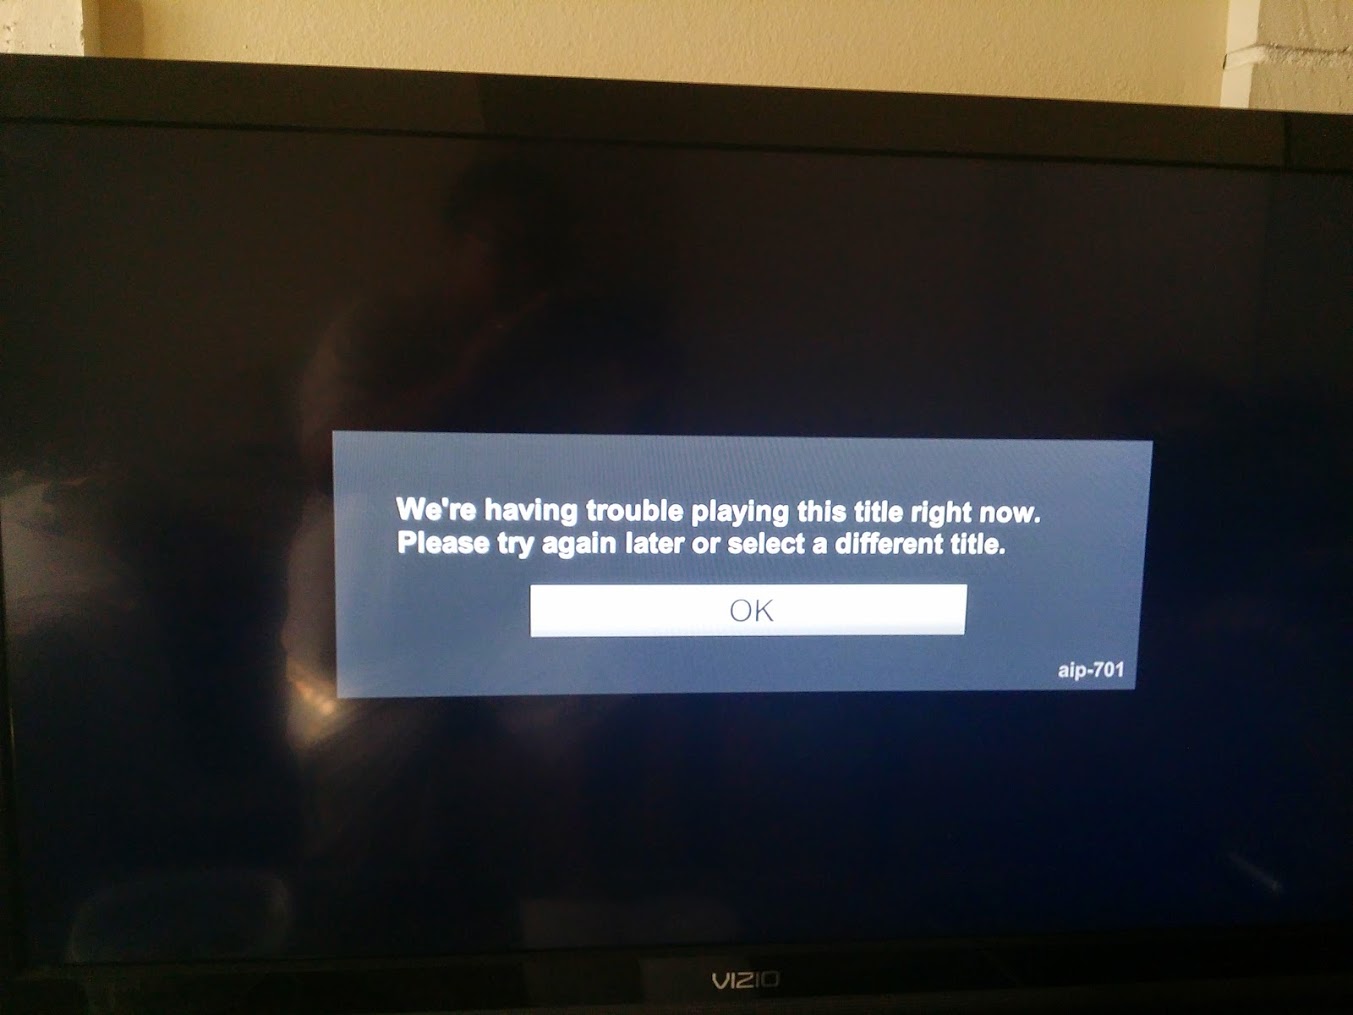 We're having trouble playing this title right now.
Please try again later or select a different title.
OK
aip-701
VIZIO